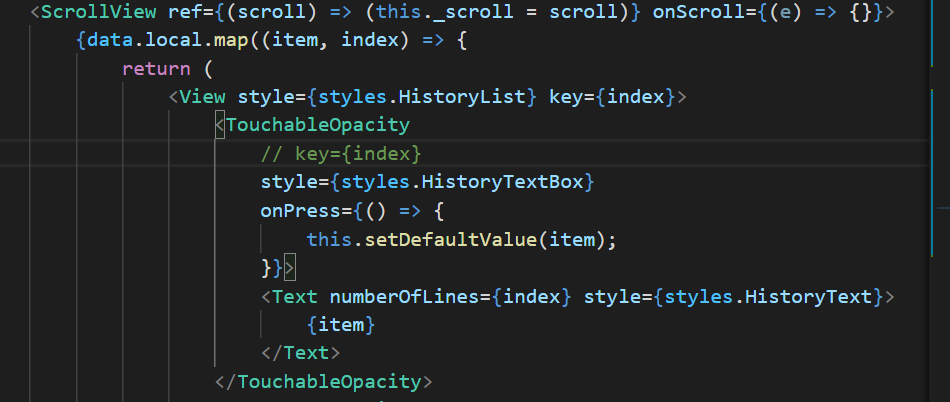 <ScrollView ref={(scroll) => (this._scroll = scroll)} onScroll={(e) => {}}>
{data.local.map((item, index) => {
return (
<View style={styles.HistoryList} key={index}>
<TouchableOpacity
// key={index}
style={styles.HistoryTextBox}
onPress={() => {
this.setDefaultValue(item);
}}>
<Text numberOfLines={index} style={styles.HistoryText}>
{item}
</Text>
</TouchableOpacity>